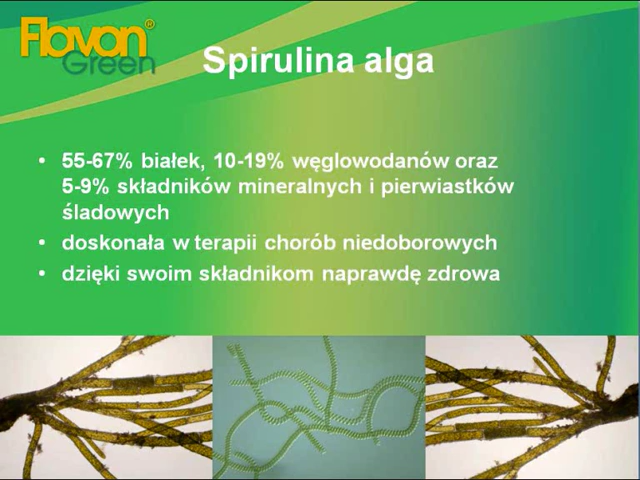 Flavon®
Green
Spirulina alga
• 55-67% białek, 10-19% węglowodanów oraz
5-9% składników mineralnych i pierwiastków
śladowych
• doskonała w terapii chorób niedoborowych
• dzięki swoim składnikom naprawdę zdrowa